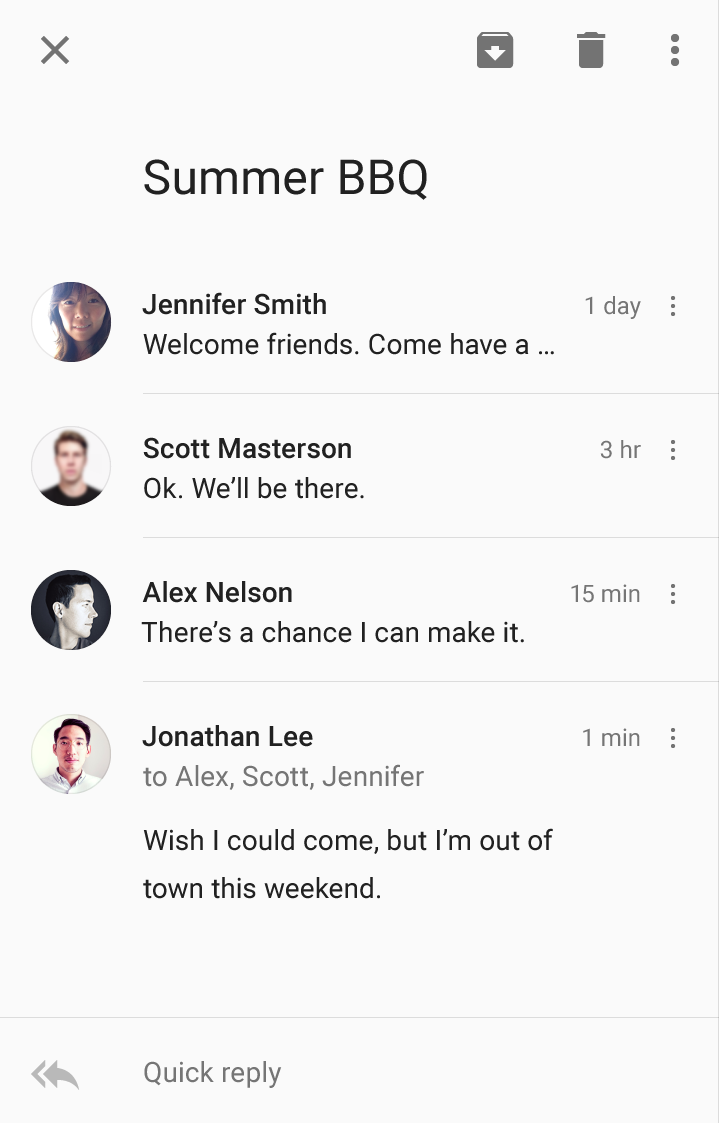 Summer BBQ
Jennifer Smith 1 day
Welcome friends. Come have a ...
Scott Masterson 3 hr
Ok. We’ll be there.
Alex Nelson 15 min
There’s a chance I can make it.
Jonathan Lee 1 min
to Alex, Scott, Jennifer
Wish I could come, but I’m out of
town this weekend.
Quick reply